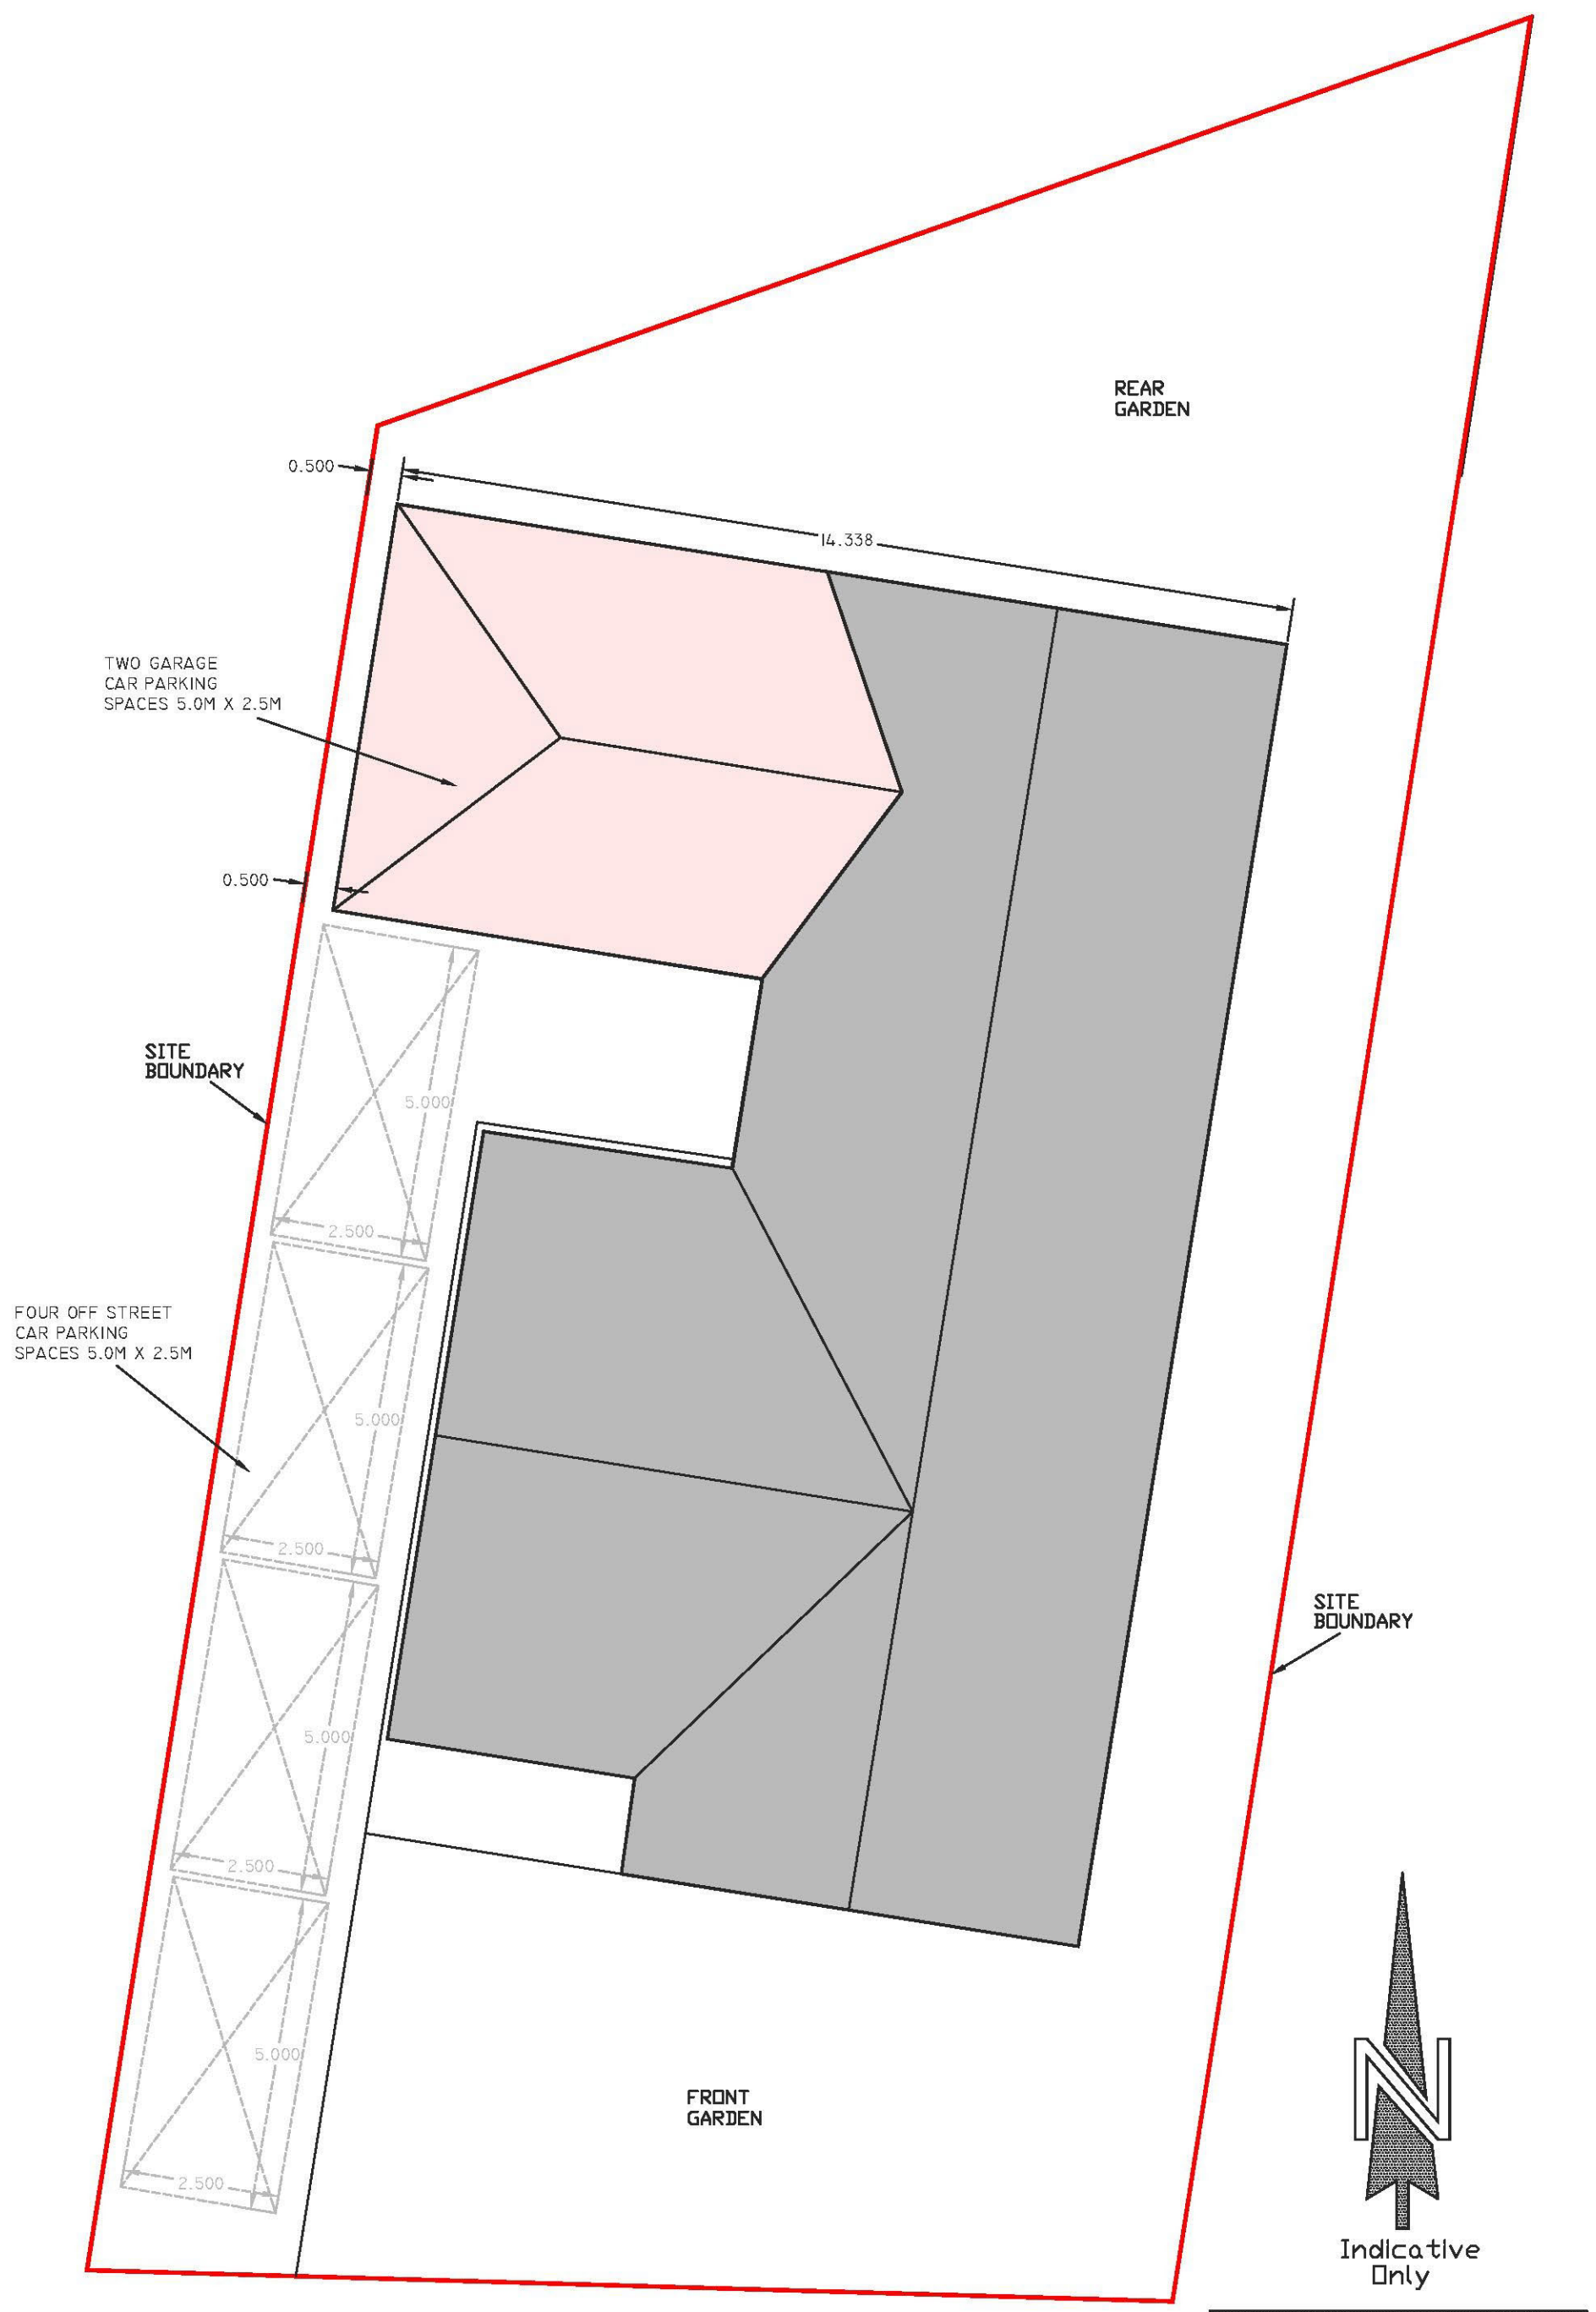 REAR
GARDEN
0.500
14.338
TWO GARAGE
CAR PARKING
SPACES 5.0M X 2.5M
0.500
SITE
BOUNDARY
5.000
2.500
FOUR OFF STREET
CAR PARKING
SPACES 5.0M X 2.5M
5.000
2.500
SITE
BOUNDARY
5.000
2.500
5.000
FRONT
GARDEN
2.500
N
Indicative
Only